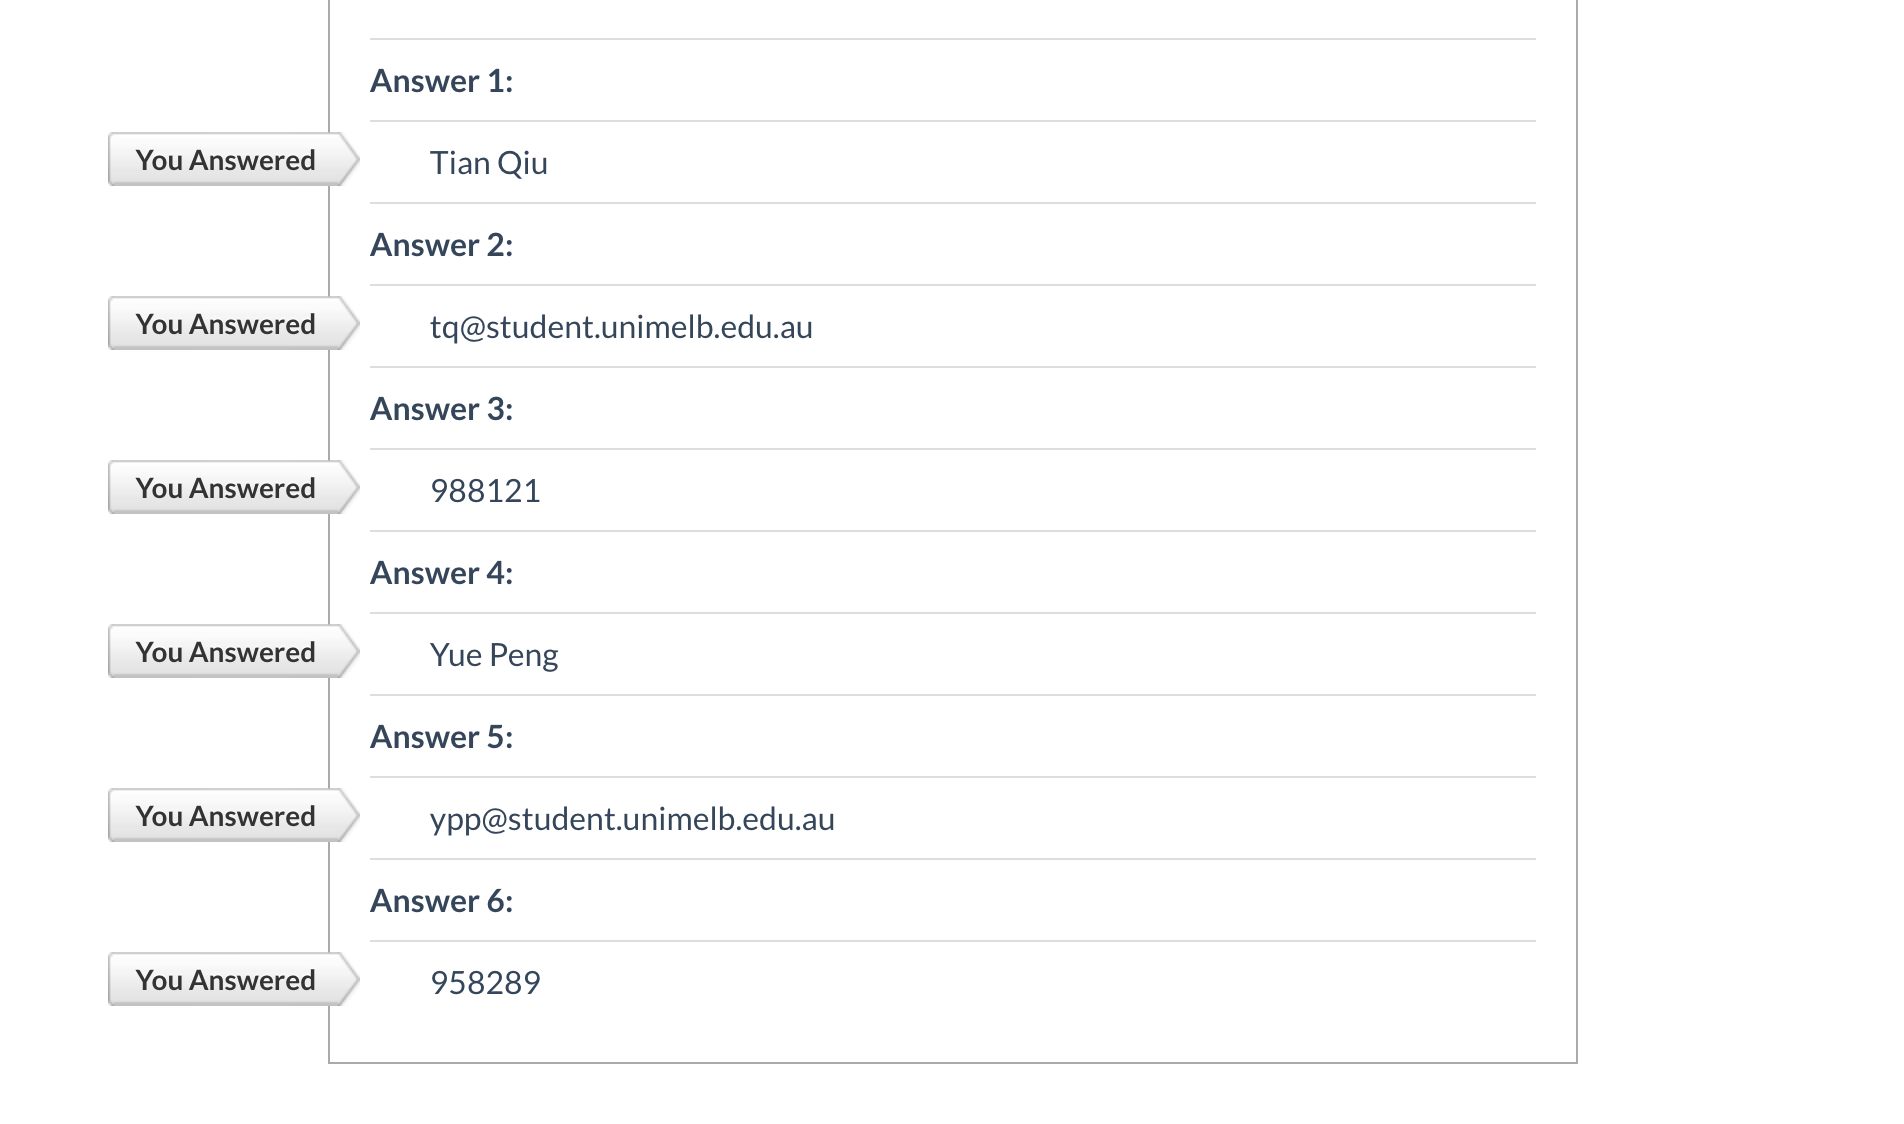 Answer 1:
You Answered
Tian Qiu
Answer 2:
You Answered
tq@student.unimelb.edu.au
Answer 3:
You Answered
988121
Answer 4:
You Answered
Yue Peng
Answer 5:
You Answered
ypp@student.unimelb.edu.au
Answer 6:
You Answered
958289